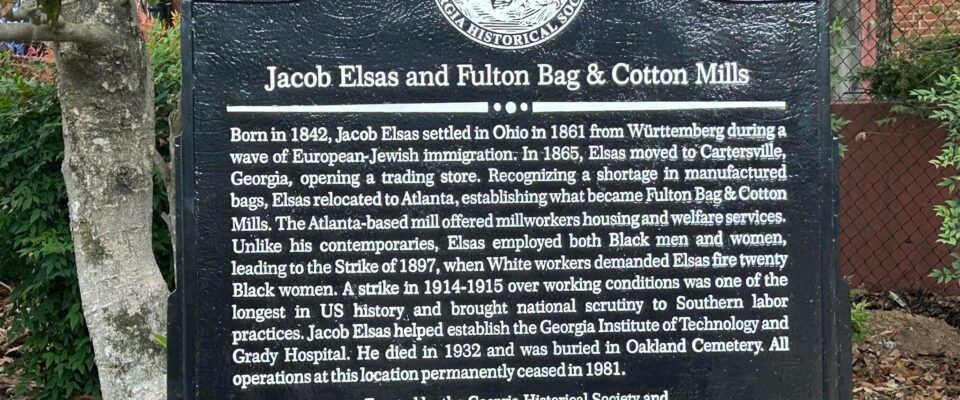 HISTORICAL
Jacob Elsas and Fulton Bag & Cotton Mills
Born in 1842, Jacob Elsas settled in Ohio in 1861 from Württemberg during a
wave of European-Jewish immigration. In 1865, Elsas moved to Cartersville,
Georgia, opening a trading store. Recognizing a shortage in manufactured
bags, Elsas relocated to Atlanta, establishing what became Fulton Bag & Cotton
Mills. The Atlanta-based mill offered millworkers housing and welfare services.
Unlike his contemporaries, Elsas employed both Black men and women,
leading to the Strike of 1897, when White workers demanded Elsas fire twenty
Black women. A strike in 1914-1915 over working conditions was one of the
longest in US history and brought national scrutiny to Southern labor
practices. Jacob Elsas helped establish the Georgia Institute of Technology and
Grady Hospital. He died in 1932 and was buried in Oakland Cemetery. All
operations at this location permanently ceased in 1981.
by the Georgia Historical Society and